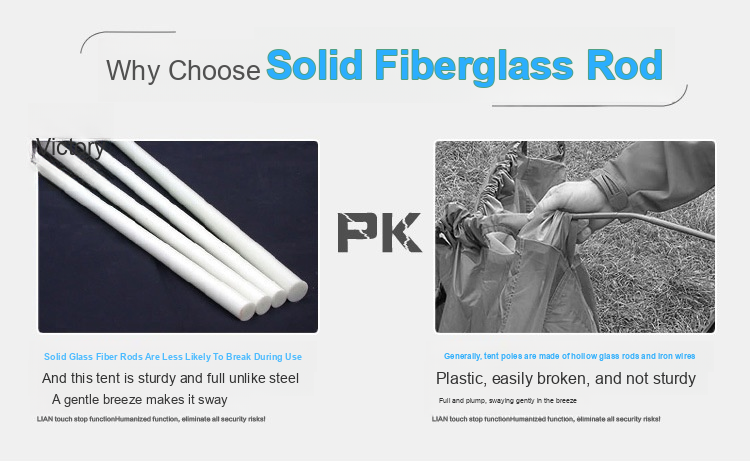 Why Choose Solid Fiberglass Rod
Victory
PK
Solid Glass Fiber Rods Are Less Likely To Break During Use
And this tent is sturdy and full unlike steel
A gentle breeze makes it sway
LIAN touch stop functionHumanized function, eliminate all security risks!
Generally, tent poles are made of hollow glass rods and iron wires
Plastic, easily broken, and not sturdy
Full and plump, swaying gently in the breeze
LIAN touch stop functionHumanized function, eliminate all security risks!